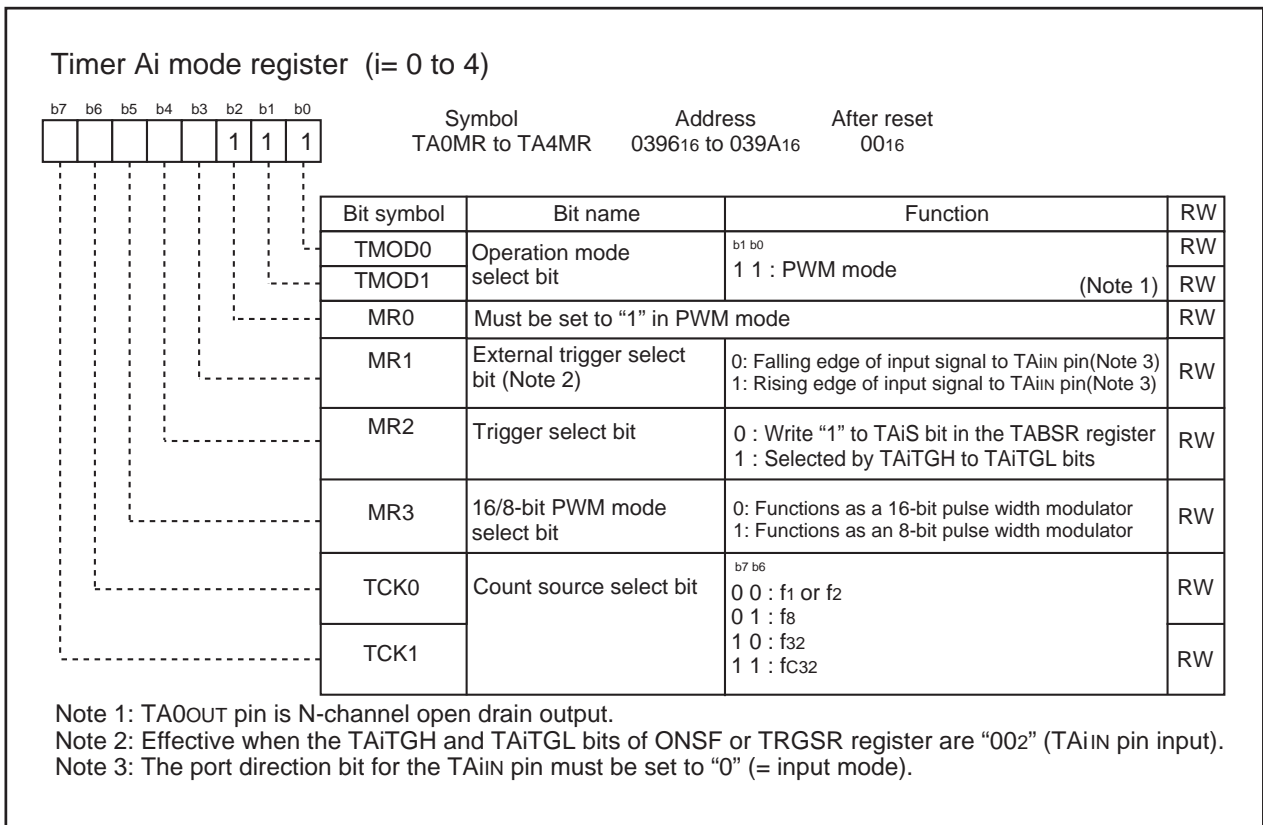 Timer Ai mode register (i= 0 to 4)
b7 b6 b5 b4 b3 b2 b1 b0
1 1 1
Symbol Address After reset
TA0MR to TA4MR 039616 to 039A16 0016
Bit symbol Bit name Function RW
TMOD0 Operation mode select bit b1 b0 RW
TMOD1 1 1 : PWM mode (Note 1) RW
MR0 Must be set to “1” in PWM mode RW
MR1 External trigger select bit (Note 2) 0: Falling edge of input signal to TAiIN pin(Note 3) RW
1: Rising edge of input signal to TAiIN pin(Note 3)
MR2 Trigger select bit 0 : Write “1” to TAiS bit in the TABSR register RW
1 : Selected by TAiTGH to TAiTGL bits
MR3 16/8-bit PWM mode select bit 0: Functions as a 16-bit pulse width modulator RW
1: Functions as an 8-bit pulse width modulator
TCK0 Count source select bit b7 b6 RW
0 0 : f1 or f2
0 1 : f8
TCK1 1 0 : f32 RW
1 1 : fC32
Note 1: TA0OUT pin is N-channel open drain output.
Note 2: Effective when the TAiTGH and TAiTGL bits of ONSF or TRGSR register are “002” (TAiIN pin input).
Note 3: The port direction bit for the TAiIN pin must be set to “0” (= input mode).